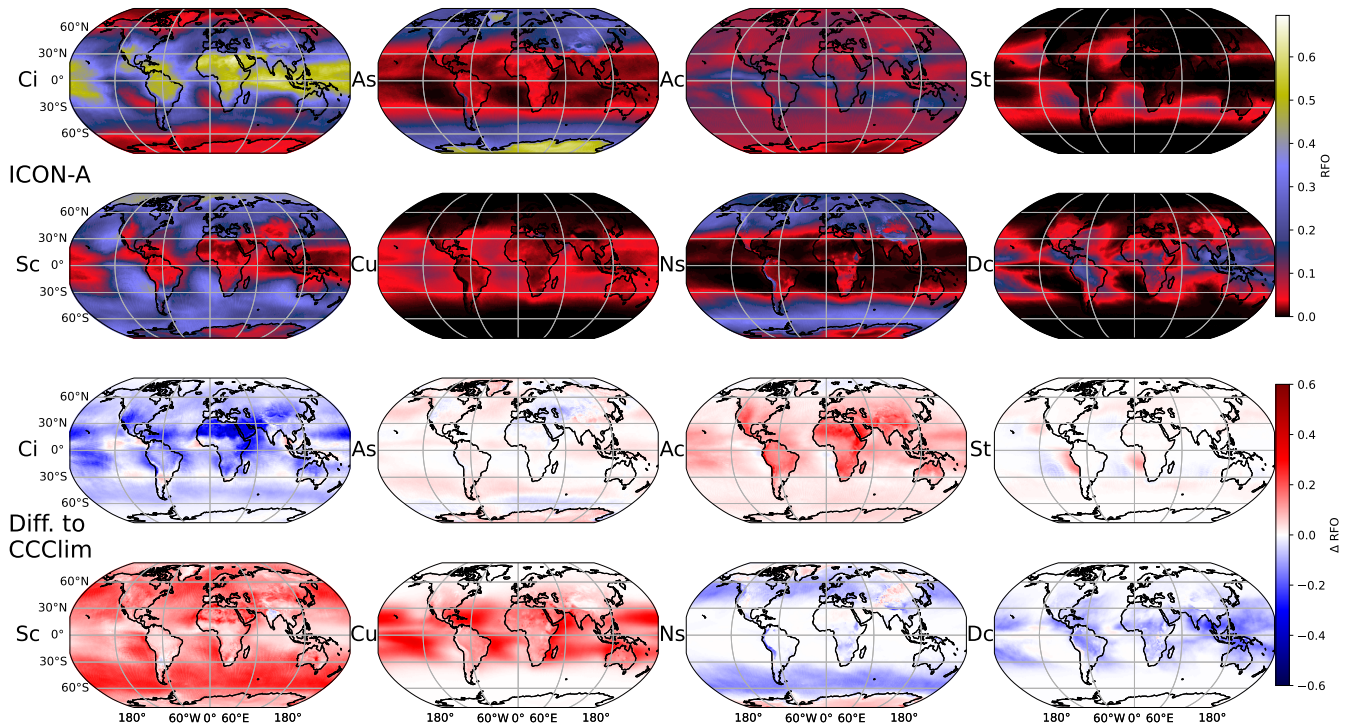 60°N
30°N
Ci 0° As Ac St
30°S
60°S
0.6
0.5
0.4
0.3
0.2
0.1
0.0
RFO
ICON-A
60°N
30°N
Sc 0° Cu Ns Dc
30°S
60°S
60°N
30°N
Ci 0° As Ac St
30°S
60°S
0.6
0.4
0.2
0.0
−0.2
−0.4
−0.6
Δ RFO
Diff. to
CCClim
60°N
30°N
Sc 0° Cu Ns Dc
30°S
60°S
180° 60°W 0° 60°E 180° 180° 60°W 0° 60°E 180° 180° 60°W 0° 60°E 180° 180° 60°W 0° 60°E 180°